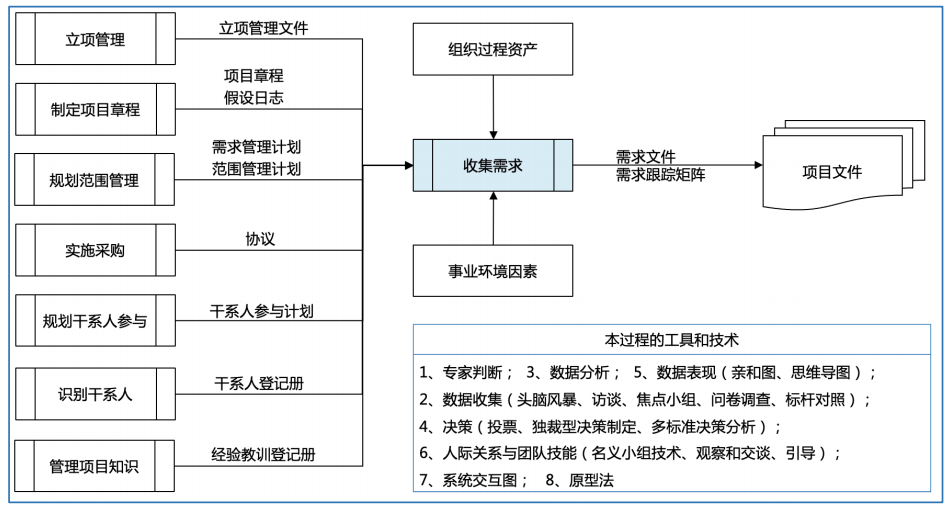 立项管理
立项管理文件
制定项目章程
项目章程
假设日志
规划范围管理
需求管理计划
范围管理计划
实施采购
协议
规划干系人参与
干系人参与计划
识别干系人
干系人登记册
管理项目知识
经验教训登记册
组织过程资产
收集需求
事业环境因素
需求文件
需求跟踪矩阵
项目文件
本过程的工具和技术
1、专家判断； 3、数据分析； 5、数据表现（亲和图、思维导图）；
2、数据收集（头脑风暴、访谈、焦点小组、问卷调查、标杆对照）；
4、决策（投票、独裁型决策制定、多标准决策分析）；
6、人际关系与团队技能（名义小组技术、观察和交谈、引导）；
7、系统交互图； 8、原型法